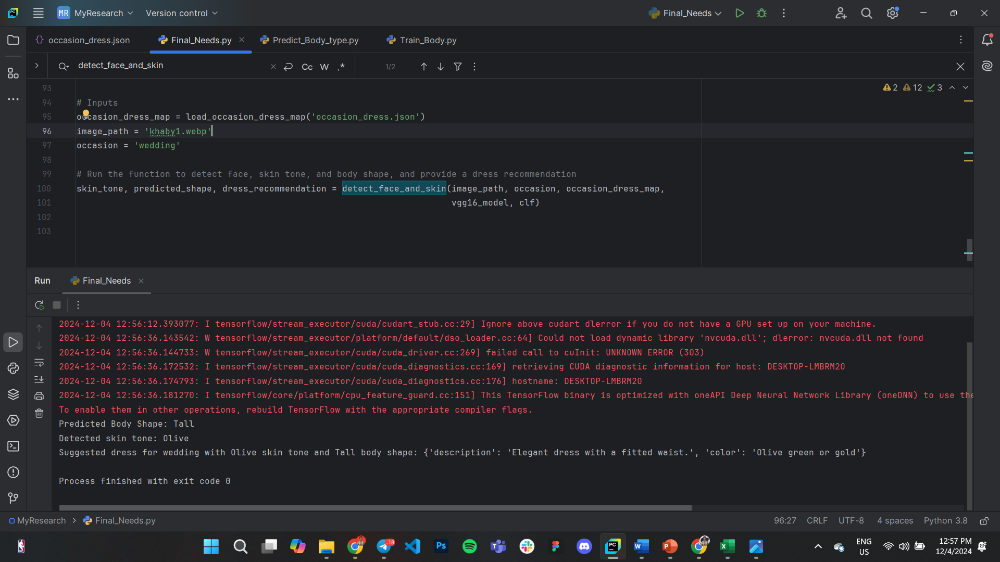 MR MyResearch Version control Final_Needs
occasion_dress.json Final_Needs.py Predict_Body_type.py Train_Body.py
detect_face_and_skin Cc W .* 1/2
2 12 3
93
94 # Inputs
95 occasion_dress_map = load_occasion_dress_map('occasion_dress.json')
96 image_path = 'khaby1.webp'
97 occasion = 'wedding'
98
99 # Run the function to detect face, skin tone, and body shape, and provide a dress recommendation
100 skin_tone, predicted_shape, dress_recommendation = detect_face_and_skin(image_path, occasion, occasion_dress_map,
101 vgg16_model, clf)
102
103
Run Final_Needs
2024-12-04 12:56:12.393077: I tensorflow/stream_executor/cuda/cudart_stub.cc:29] Ignore above cudart dlerror if you do not have a GPU set up on your machine.
2024-12-04 12:56:36.143542: W tensorflow/stream_executor/platform/default/dso_loader.cc:64] Could not load dynamic library 'nvcuda.dll'; dlerror: nvcuda.dll not found
2024-12-04 12:56:36.144733: W tensorflow/stream_executor/cuda/cuda_driver.cc:269] failed call to cuInit: UNKNOWN ERROR (303)
2024-12-04 12:56:36.172532: I tensorflow/stream_executor/cuda/cuda_diagnostics.cc:169] retrieving CUDA diagnostic information for host: DESKTOP-LMBRM2O
2024-12-04 12:56:36.174793: I tensorflow/stream_executor/cuda/cuda_diagnostics.cc:176] hostname: DESKTOP-LMBRM2O
2024-12-04 12:56:36.181270: I tensorflow/core/platform/cpu_feature_guard.cc:151] This TensorFlow binary is optimized with oneAPI Deep Neural Network Library (oneDNN) to use the
To enable them in other operations, rebuild TensorFlow with the appropriate compiler flags.
Predicted Body Shape: Tall
Detected skin tone: Olive
Suggested dress for wedding with Olive skin tone and Tall body shape: {'description': 'Elegant dress with a fitted waist.', 'color': 'Olive green or gold'}
Process finished with exit code 0
MyResearch > Final_Needs.py 96:27 CRLF UTF-8 4 spaces Python 3.8
ENG 12:57 PM
US 12/4/2024